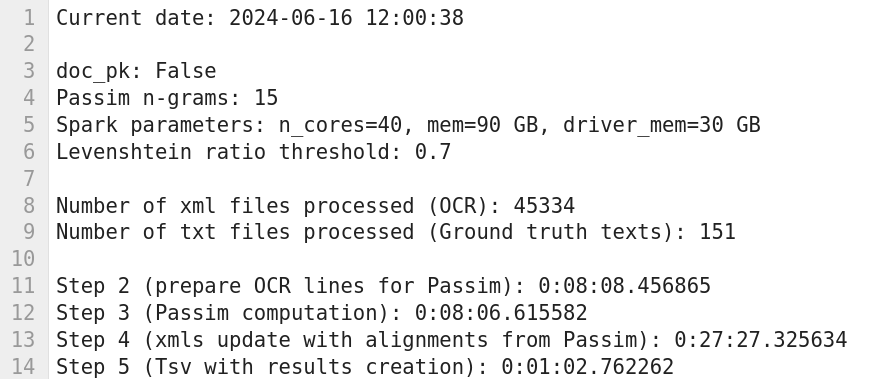 1 Current date: 2024-06-16 12:00:38
2
3 doc_pk: False
4 Passim n-grams: 15
5 Spark parameters: n_cores=40, mem=90 GB, driver_mem=30 GB
6 Levenshtein ratio threshold: 0.7
7
8 Number of xml files processed (OCR): 45334
9 Number of txt files processed (Ground truth texts): 151
10
11 Step 2 (prepare OCR lines for Passim): 0:08:08.456865
12 Step 3 (Passim computation): 0:08:06.615582
13 Step 4 (xmls update with alignments from Passim): 0:27:27.325634
14 Step 5 (Tsv with results creation): 0:01:02.762262